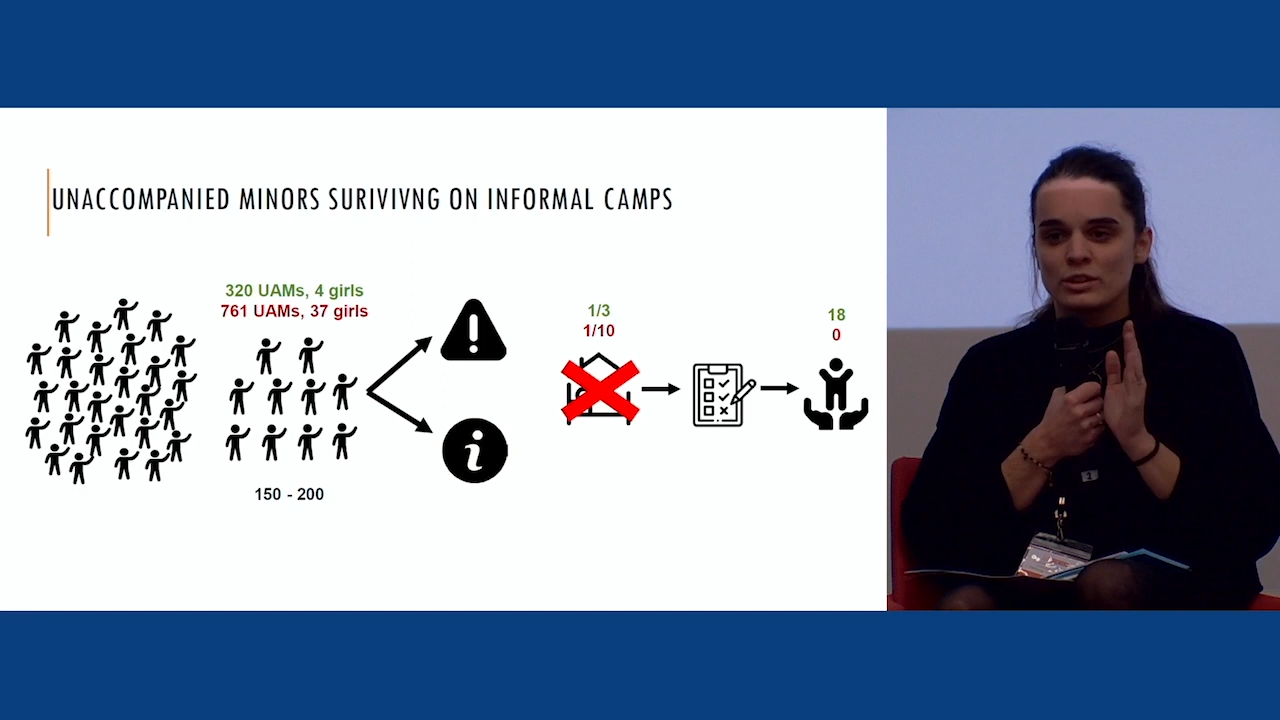 UNACCOMPANIED MINORS SURIVIVNG ON INFORMAL CAMPS
320 UAMs, 4 girls
761 UAMs, 37 girls
150 - 200
i
1/3
1/10
18
0